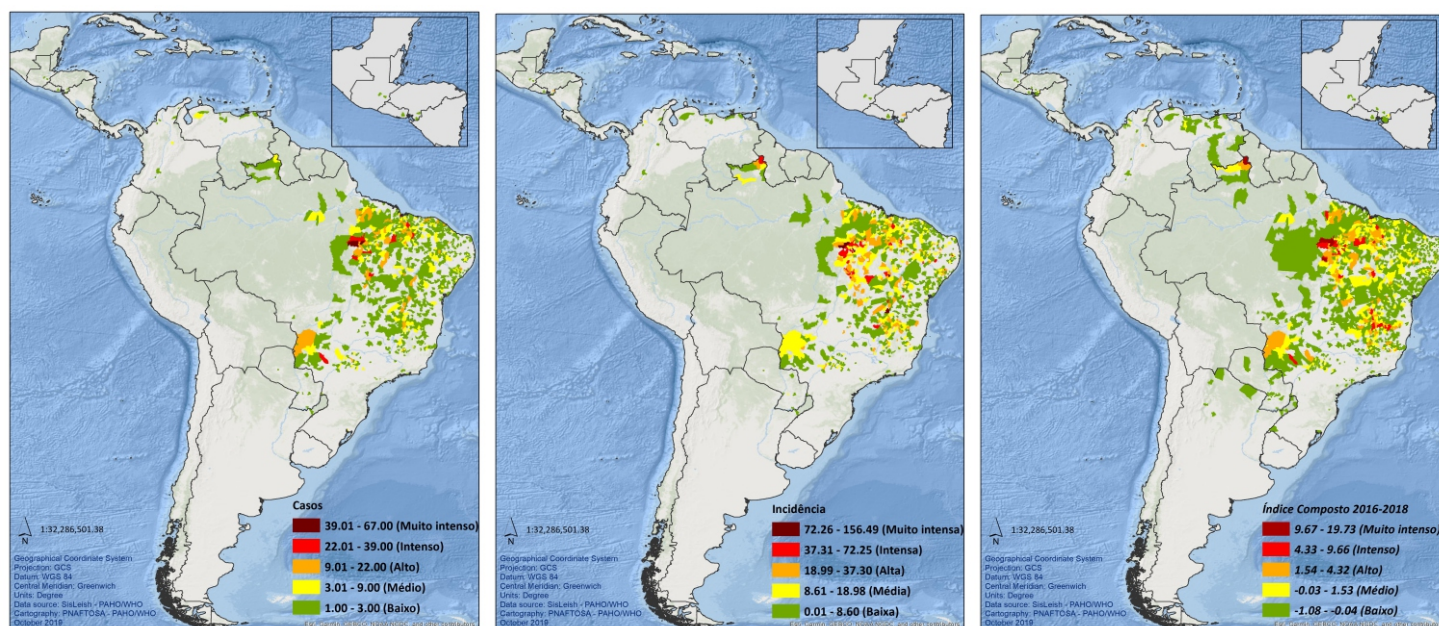 1:32,286,501.38
N
Geographical Coordinate System
Projection: GCS
Datum: WGS 84
Central Meridian: Greenwich
Units: Degree
Data source: SisLeish - PAHO/WHO
Cartography: PNAFTOSA - PAHO/WHO
October 2019
Casos
39.01 - 67.00 (Muito intenso)
22.01 - 39.00 (Intenso)
9.01 - 22.00 (Alto)
3.01 - 9.00 (Médio)
1.00 - 3.00 (Baixo)
1:32,286,501.38
N
Geographical Coordinate System
Projection: GCS
Datum: WGS 84
Central Meridian: Greenwich
Units: Degree
Data source: SisLeish - PAHO/WHO
Cartography: PNAFTOSA - PAHO/WHO
October 2019
Incidência
72.26 - 156.49 (Muito intensa)
37.31 - 72.25 (Intensa)
18.99 - 37.30 (Alta)
8.61 - 18.98 (Média)
0.01 - 8.60 (Baixa)
1:32,286,501.38
N
Geographical Coordinate System
Projection: GCS
Datum: WGS 84
Central Meridian: Greenwich
Units: Degree
Data source: SisLeish - PAHO/WHO
Cartography: PNAFTOSA - PAHO/WHO
October 2019
Índice Composto 2016-2018
9.67 - 19.73 (Muito intenso)
4.33 - 9.66 (Intenso)
1.54 - 4.32 (Alto)
-0.03 - 1.53 (Médio)
-1.08 - -0.04 (Baixo)